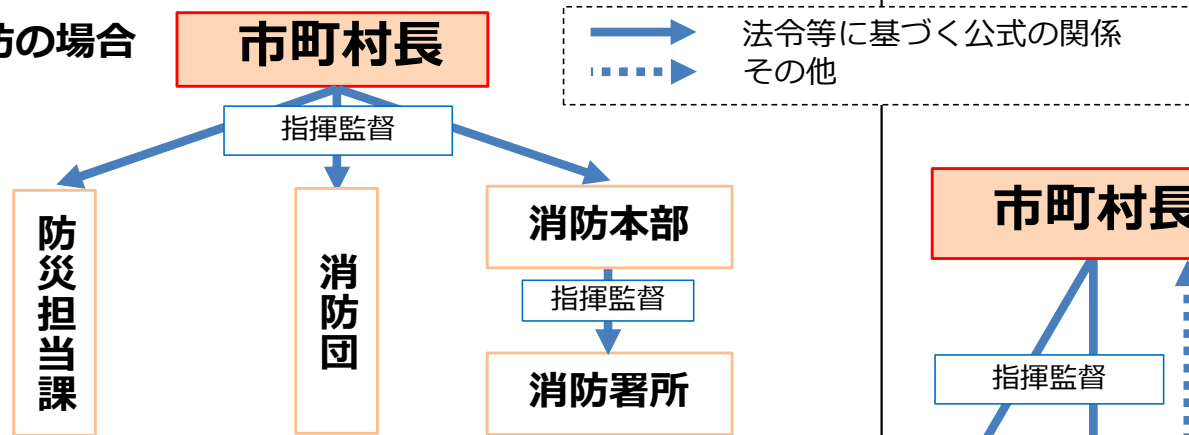 防の場合
市町村長
法令等に基づく公式の関係
その他
指揮監督
防災担当課
消防団
消防本部
指揮監督
消防署所
市町村長
指揮監督